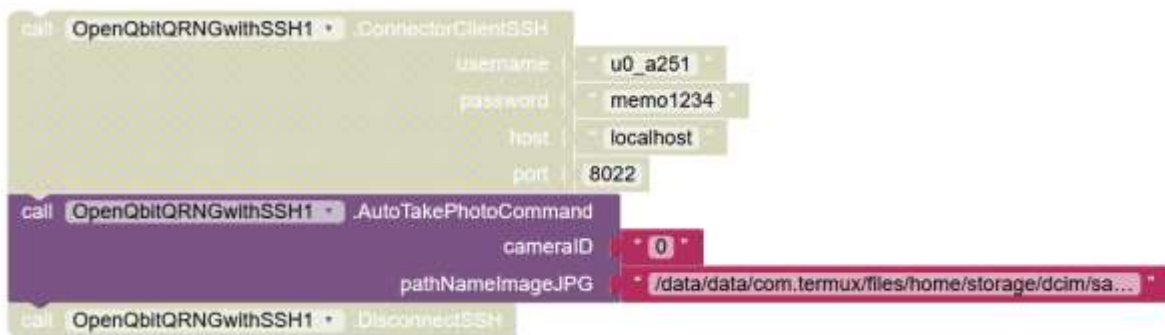 call OpenQbitQRNGwithSSH1 .ConnectorClientSSH
username " u0_a251 "
password " memo1234 "
host " localhost "
port 8022
call OpenQbitQRNGwithSSH1 .AutoTakePhotoCommand
cameraID " 0 "
pathNameImageJPG " /data/data/com.termux/files/home/storage/dcim/sa... "
call OpenQbitQRNGwithSSH1 .DisconnectSSH